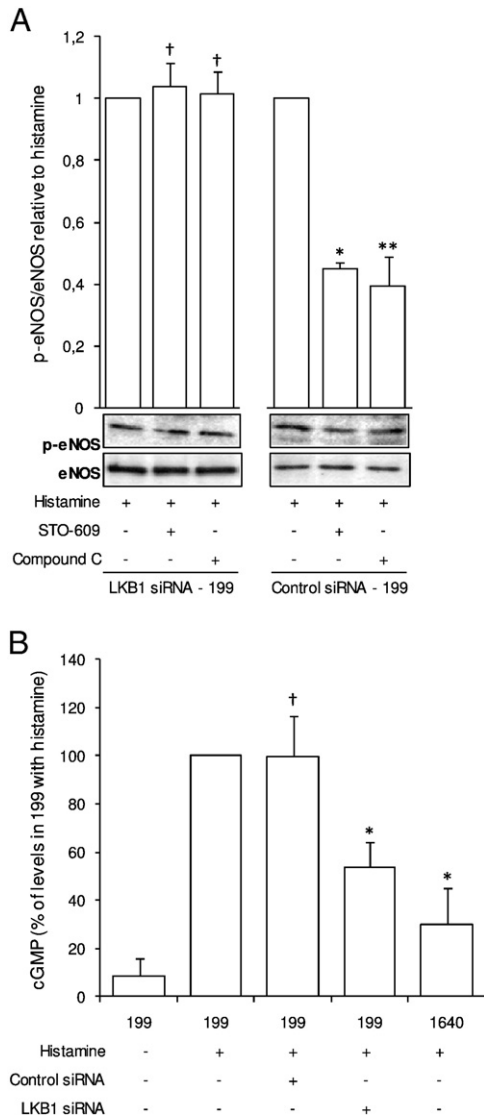 A
p-eNOS/eNOS relative to histamine
1,2
1
0,8
0,6
0,4
0,2
0
† † * **
p-eNOS
eNOS
Histamine + + + + + +
STO-609 - + - - + -
Compound C - - + - - +
LKB1 siRNA - 199 Control siRNA - 199
B
cGMP (% of levels in 199 with histamine)
140
120
100
80
60
40
20
0
† * *
199 199 199 199 1640
Histamine - + + + +
Control siRNA - - + - -
LKB1 siRNA - - - + -